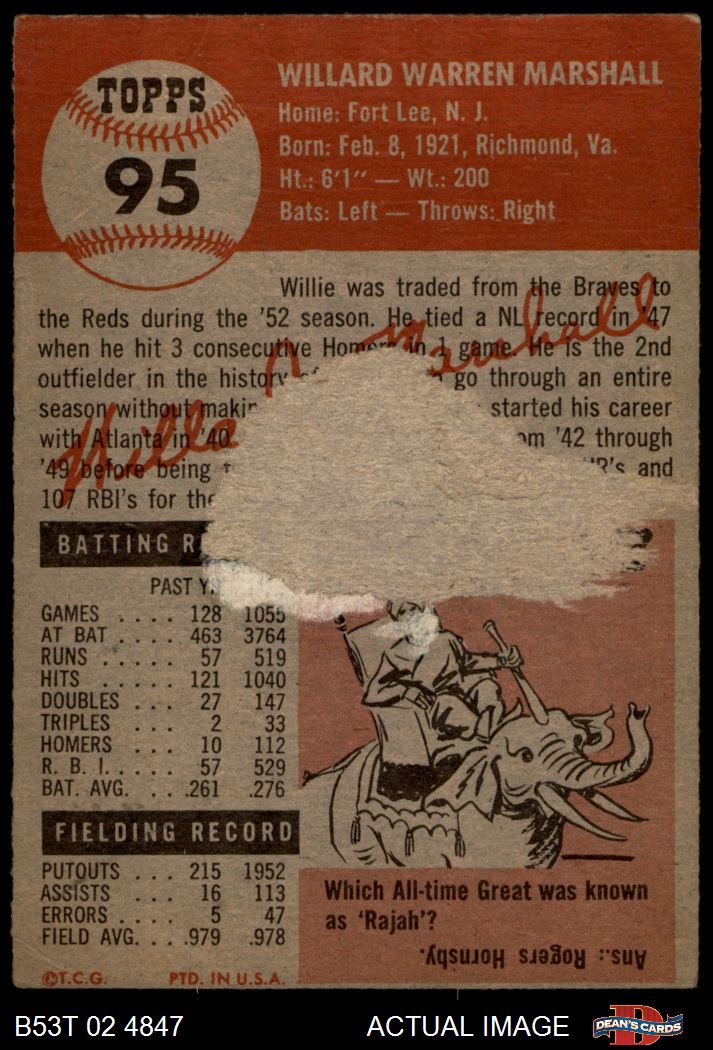 TOPPS
95
WILLARD WARREN MARSHALL
Home: Fort Lee, N. J.
Born: Feb. 8, 1921, Richmond, Va.
Ht.: 6'1" — Wt.: 200
Bats: Left — Throws: Right
Willie was traded from the Braves to
the Reds during the '52 season. He tied a NL record in '47
when he hit 3 consecutive Homers in 1 game. He is the 2nd
outfielder in the history go through an entire
season without started his career
with Atlanta in '40 '42 through
'49 before being HR's and
107 RBI's for the
Marshall
BATTING
PAST
GAMES .... 128 1055
AT BAT .... 463 3764
RUNS ..... 57 519
HITS ..... 121 1040
DOUBLES ... 27 147
TRIPLES ... 2 33
HOMERS ... 10 112
R. B. I. .... 57 529
BAT. AVG. ... .261 .276
FIELDING RECORD
PUTOUTS ... 215 1952
ASSISTS ... 16 113
ERRORS .... 5 47
FIELD AVG. ... .979 .978
Which All-time Great was known
as 'Rajah'?
Ans.: Rogers Hornsby.
©T.C.G. PTD. IN U.S.A.
B53T 02 4847 ACTUAL IMAGE DEAN'S CARDS